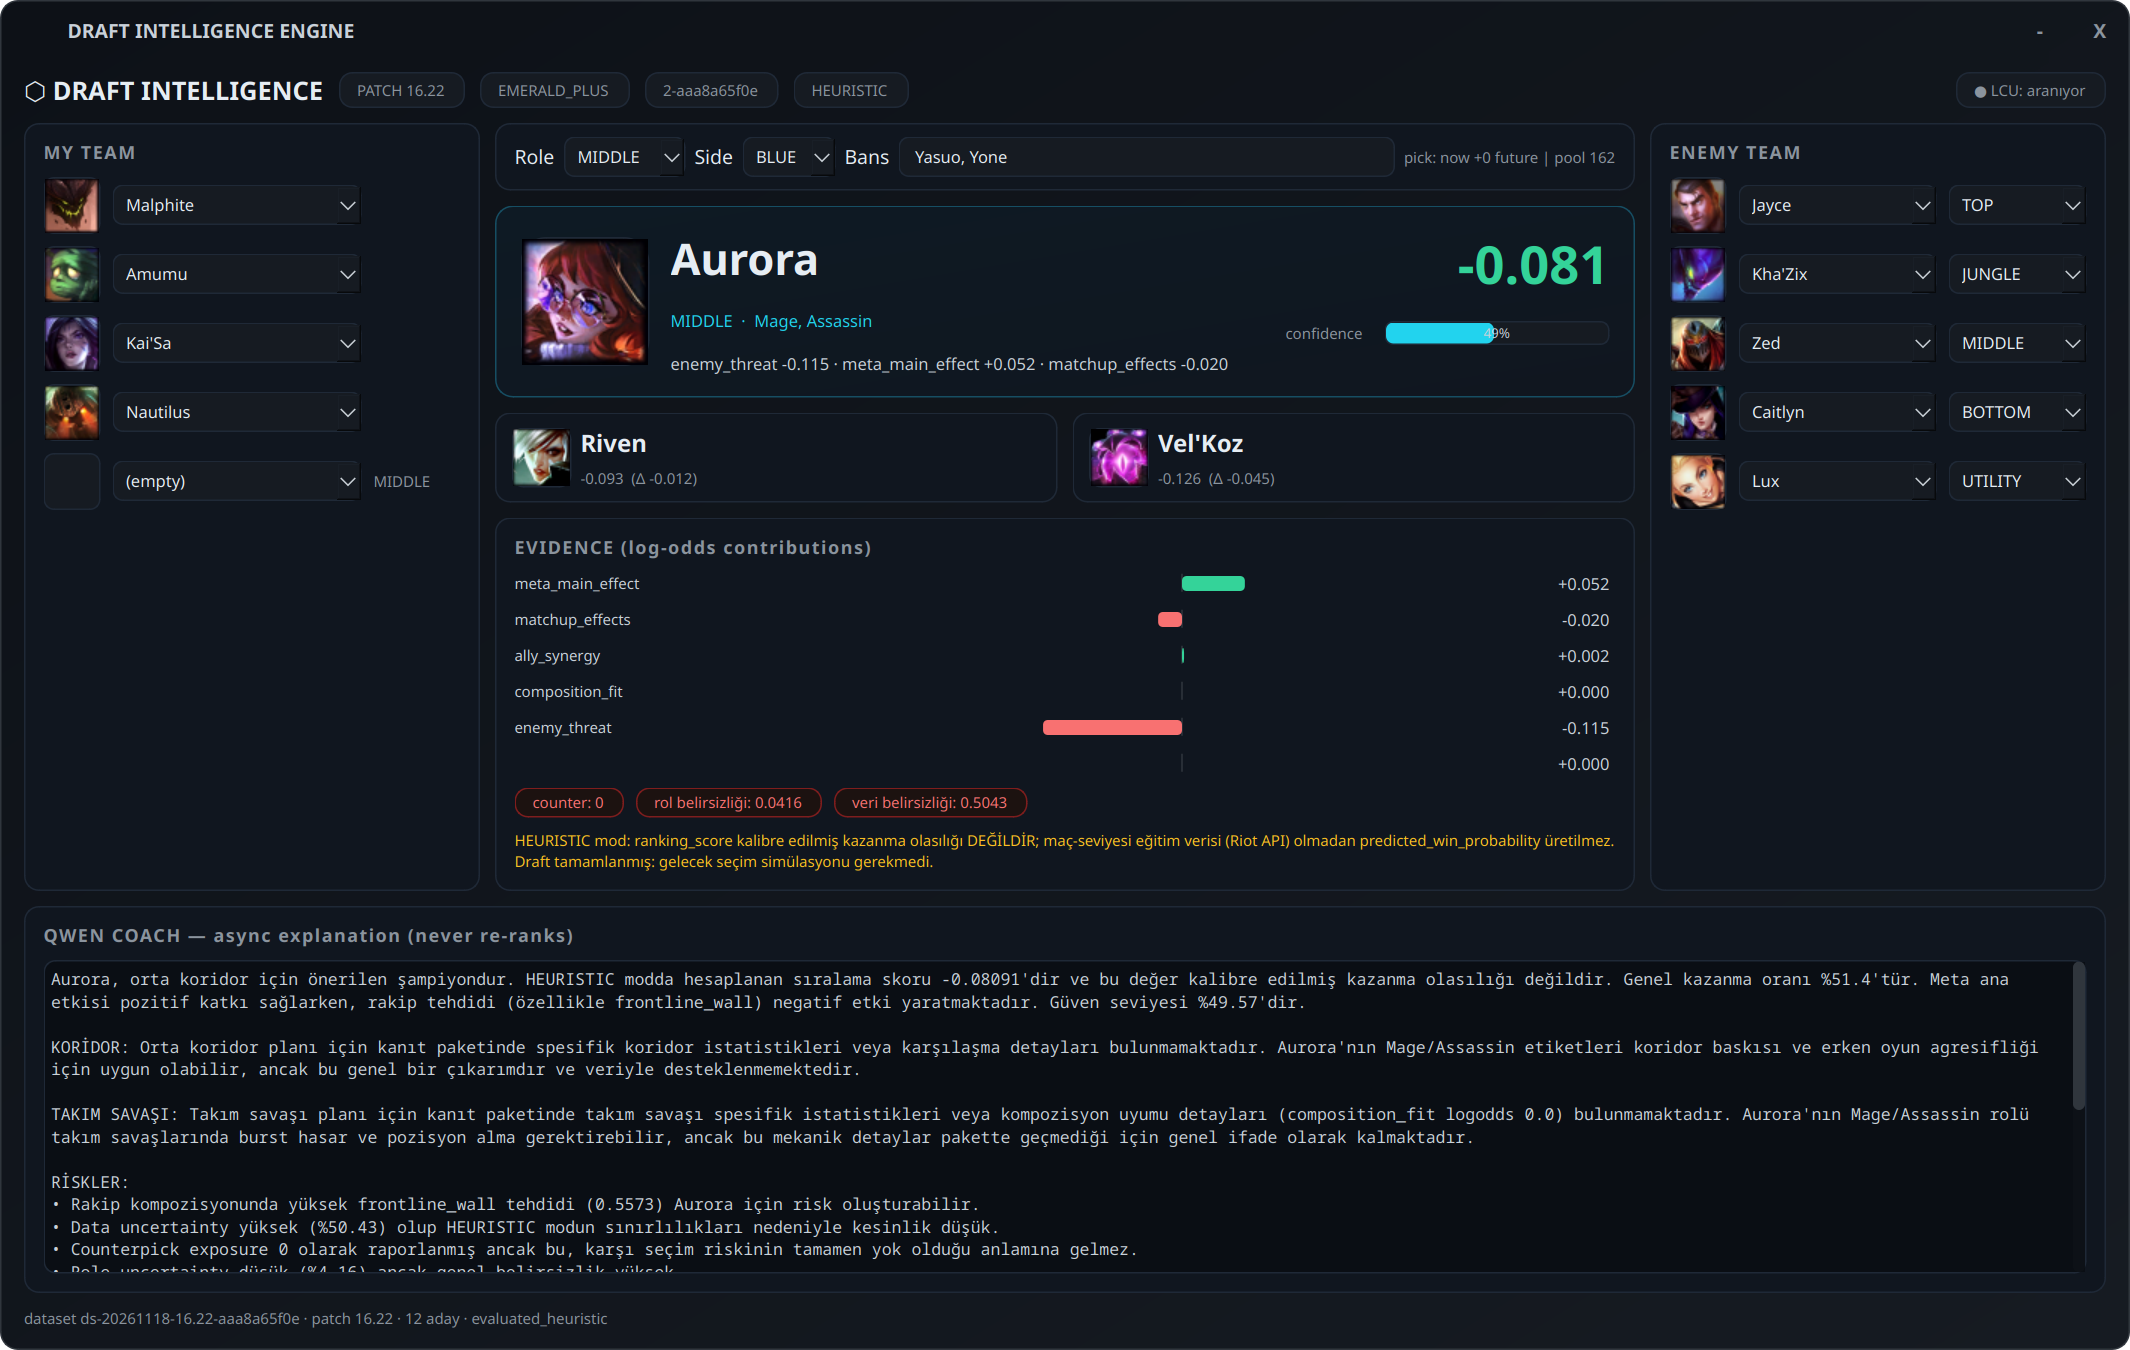 DRAFT INTELLIGENCE ENGINE
-
X
DRAFT INTELLIGENCE
PATCH 16.22
EMERALD_PLUS
2-aaa8a65f0e
HEURISTIC
● LCU: aranıyor
MY TEAM
Malphite
Amumu
Kai'Sa
Nautilus
(empty)
MIDDLE
Role
MIDDLE
Side
BLUE
Bans
Yasuo, Yone
pick: now +0 future | pool 162
Aurora
-0.081
MIDDLE · Mage, Assassin
confidence
49%
enemy_threat -0.115 · meta_main_effect +0.052 · matchup_effects -0.020
Riven
-0.093 (Δ -0.012)
Vel'Koz
-0.126 (Δ -0.045)
EVIDENCE (log-odds contributions)
meta_main_effect +0.052
matchup_effects -0.020
ally_synergy +0.002
composition_fit +0.000
enemy_threat -0.115
+0.000
counter: 0
rol belirsizliği: 0.0416
veri belirsizliği: 0.5043
HEURISTIC mod: ranking_score kalibre edilmiş kazanma olasılığı DEĞİLDİR; maç-seviyesi eğitim verisi (Riot API) olmadan predicted_win_probability üretilmez.
Draft tamamlanmış: gelecek seçim simülasyonu gerekmedi.
ENEMY TEAM
Jayce TOP
Kha'Zix JUNGLE
Zed MIDDLE
Caitlyn BOTTOM
Lux UTILITY
QWEN COACH — async explanation (never re-ranks)
Aurora, orta koridor için önerilen şampiyondur. HEURISTIC modda hesaplanan sıralama skoru -0.08091'dir ve bu değer kalibre edilmiş kazanma olasılığı değildir. Genel kazanma oranı %51.4'tür. Meta ana
etkisi pozitif katkı sağlarken, rakip tehdidi (özellikle frontline_wall) negatif etki yaratmaktadır. Güven seviyesi %49.57'dir.
KORİDOR: Orta koridor planı için kanıt paketinde spesifik koridor istatistikleri veya karşılaşma detayları bulunmamaktadır. Aurora'nın Mage/Assassin etiketleri koridor baskısı ve erken oyun agresifliği
için uygun olabilir, ancak bu genel bir çıkarımdır ve veriyle desteklenmemektedir.
TAKIM SAVAŞI: Takım savaşı planı için kanıt paketinde takım savaşı spesifik istatistikleri veya kompozisyon uyumu detayları (composition_fit logodds 0.0) bulunmamaktadır. Aurora'nın Mage/Assassin rolü
takım savaşlarında burst hasar ve pozisyon alma gerektirebilir, ancak bu mekanik detaylar pakette geçmediği için genel ifade olarak kalmaktadır.
RİSKLER:
• Rakip kompozisyonunda yüksek frontline_wall tehdidi (0.5573) Aurora için risk oluşturabilir.
• Data uncertainty yüksek (%50.43) olup HEURISTIC modun sınırlılıkları nedeniyle kesinlik düşük.
• Counterpick exposure 0 olarak raporlanmış ancak bu, karşı seçim riskinin tamamen yok olduğu anlamına gelmez.
• Role uncertainty düşük (%4.16) ancak genel belirsizlik yüksek.
dataset ds-20261118-16.22-aaa8a65f0e · patch 16.22 · 12 aday · evaluated_heuristic